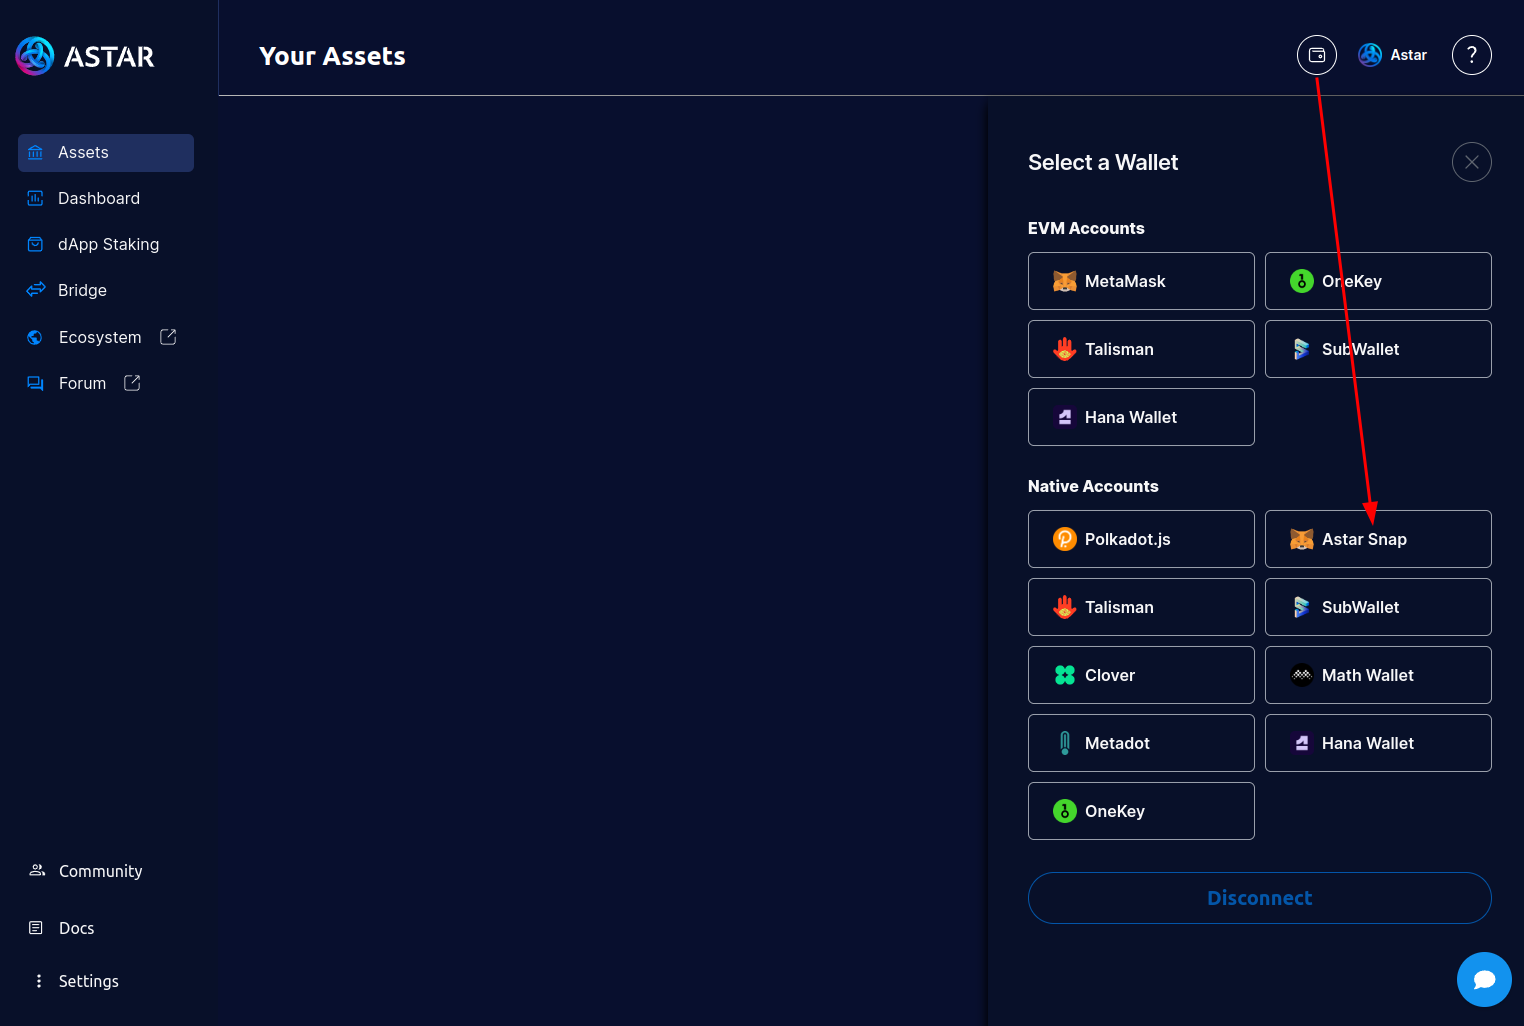 ASTAR
Your Assets
Astar
?
Assets
Dashboard
dApp Staking
Bridge
Ecosystem
Forum
Community
Docs
Settings
Select a Wallet
EVM Accounts
MetaMask
OneKey
Talisman
SubWallet
Hana Wallet
Native Accounts
Polkadot.js
Astar Snap
Talisman
SubWallet
Clover
Math Wallet
Metadot
Hana Wallet
OneKey
Disconnect